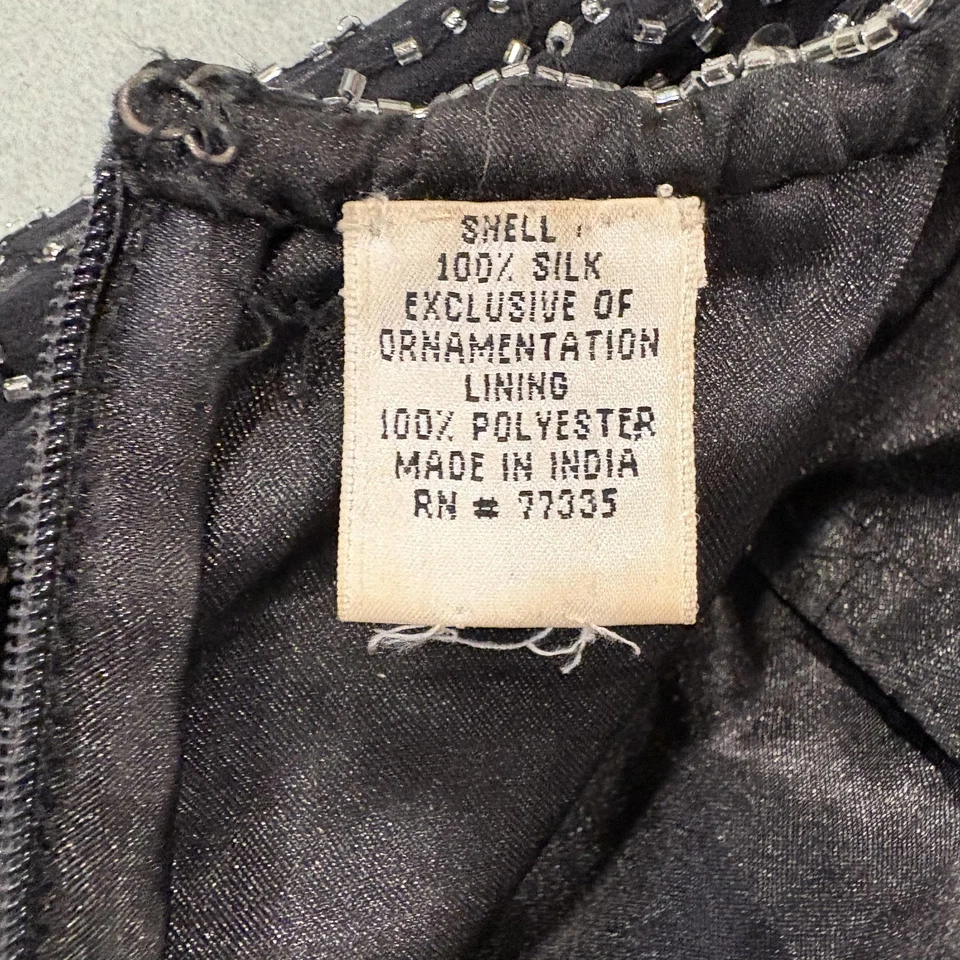 SHELL
100% SILK
EXCLUSIVE OF
ORNAMENTATION
LINING
100% POLYESTER
MADE IN INDIA
RN # 77335